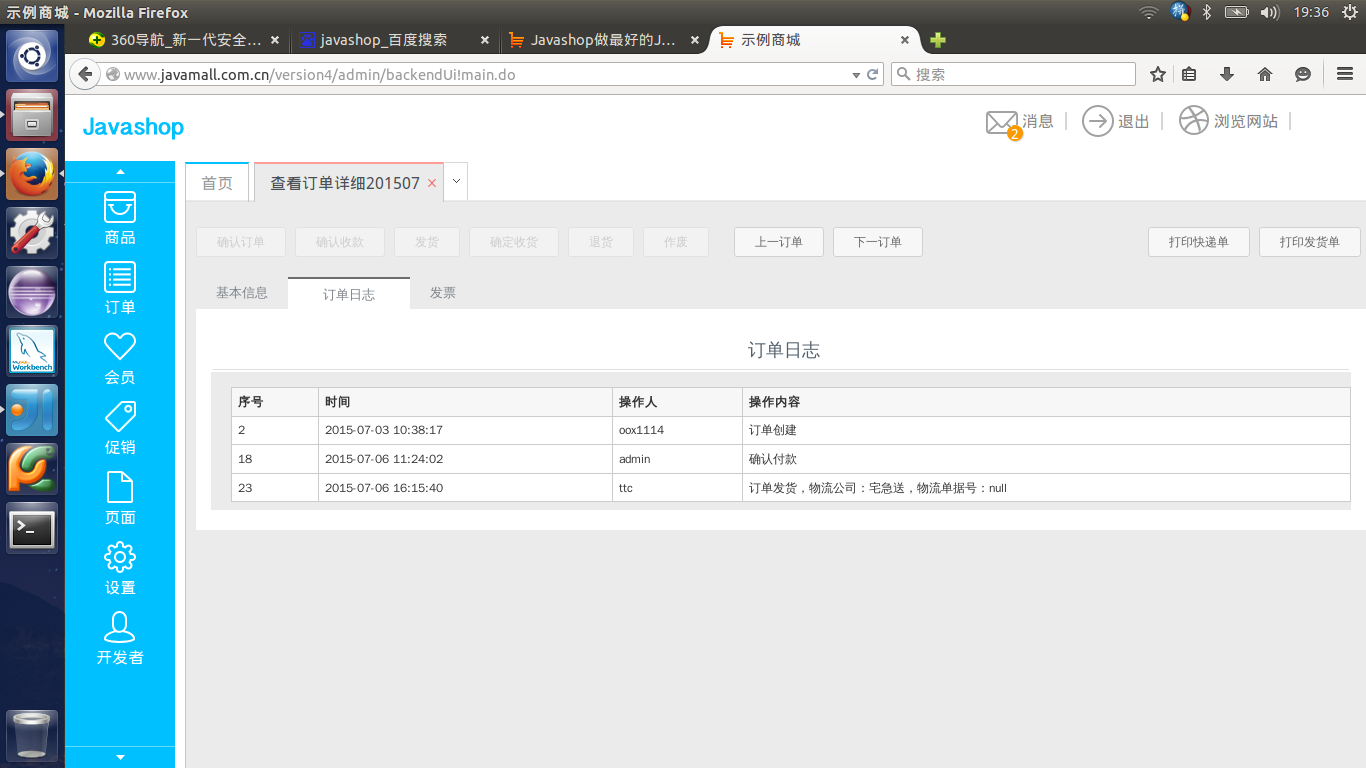 示例商城 - Mozilla Firefox
19:36
360导航_新一代安全...
javashop_百度搜索
Javashop做最好的J...
示例商城
www.javamall.com.cn/version4/admin/backendUi!main.do
搜索
Javashop
2
消息
退出
浏览网站
首页
查看订单详细201507
商品
订单
会员
促销
页面
设置
开发者
确认订单
确认收款
发货
确定收货
退货
作废
上一订单
下一订单
打印快递单
打印发货单
基本信息
订单日志
发票
订单日志
序号 时间 操作人 操作内容
2 2015-07-03 10:38:17 oox1114 订单创建
18 2015-07-06 11:24:02 admin 确认付款
23 2015-07-06 16:15:40 ttc 订单发货，物流公司：宅急送，物流单据号：null